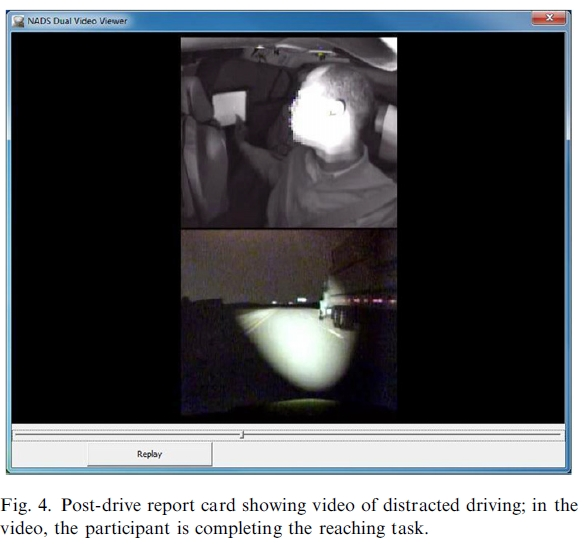 NADS Dual Video Viewer
Replay
Fig. 4. Post-drive report card showing video of distracted driving; in the
video, the participant is completing the reaching task.